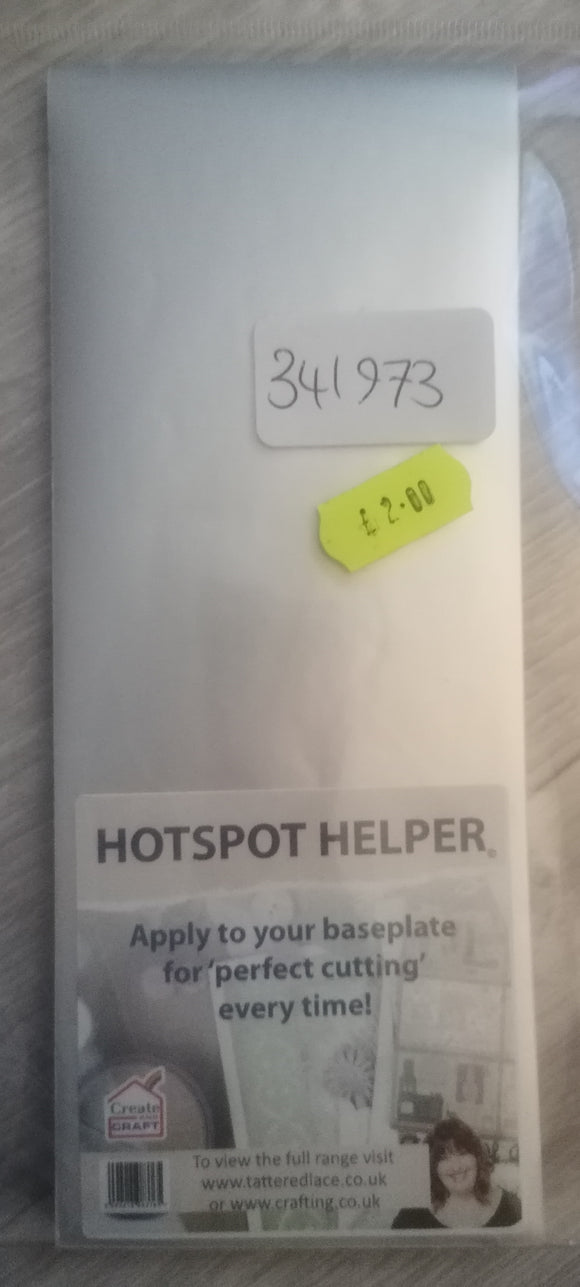 341973
£2.00
HOTSPOT HELPER®
Apply to your baseplate
for 'perfect cutting'
every time!
Create
AND
CRAFT
To view the full range visit
www.tatteredlace.co.uk
or www.crafting.co.uk